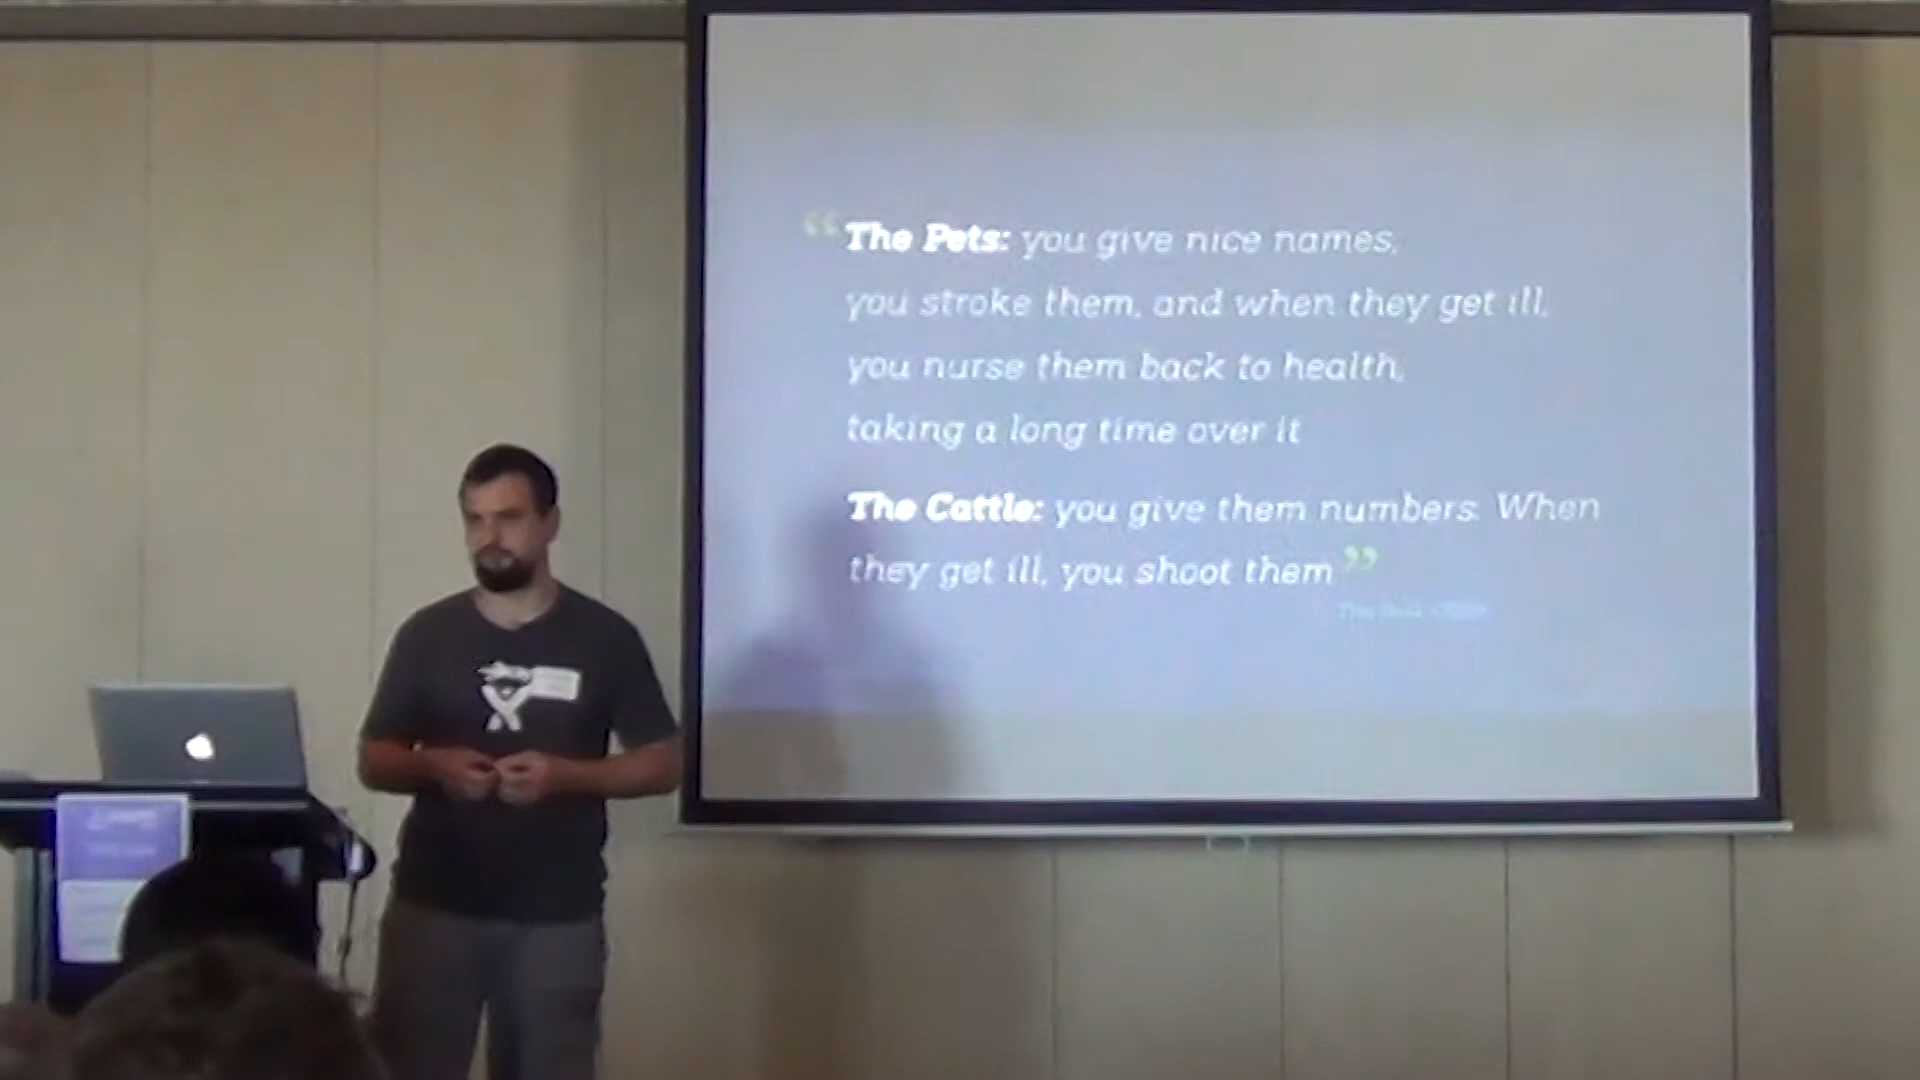 “The Pets: you give nice names,
you stroke them, and when they get ill,
you nurse them back to health,
taking a long time over it
The Cattle: you give them numbers. When
they get ill, you shoot them”